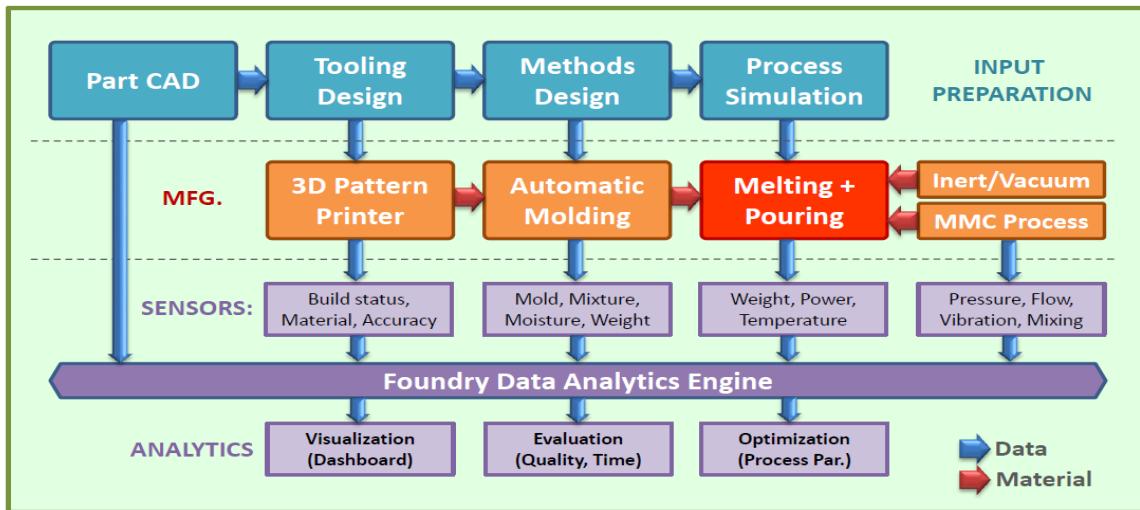 Part CAD
Tooling
Design
Methods
Design
Process
Simulation
INPUT
PREPARATION
MFG.
3D Pattern
Printer
Automatic
Molding
Melting +
Pouring
Inert/Vacuum
MMC Process
SENSORS:
Build status,
Material, Accuracy
Mold, Mixture,
Moisture, Weight
Weight, Power,
Temperature
Pressure, Flow,
Vibration, Mixing
Foundry Data Analytics Engine
ANALYTICS
Visualization
(Dashboard)
Evaluation
(Quality, Time)
Optimization
(Process Par.)
Data
Material